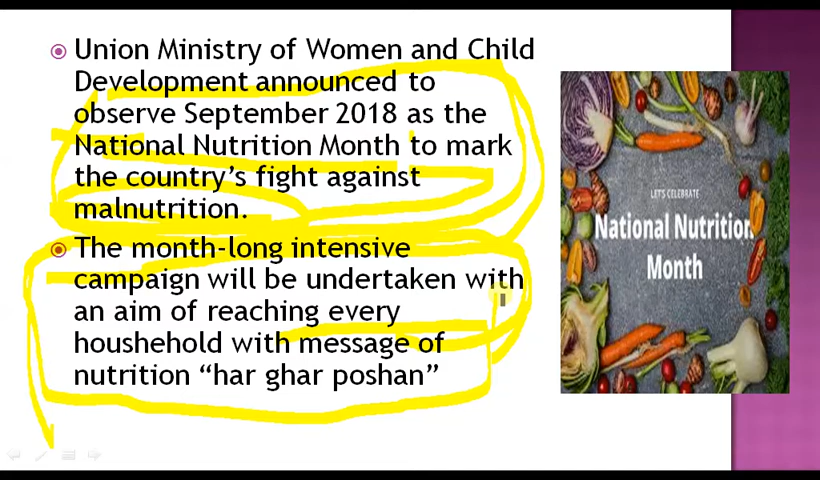 Union Ministry of Women and Child
Development announced to
observe September 2018 as the
National Nutrition Month to mark
the country's fight against
malnutrition.
The month-long intensive
campaign will be undertaken with
an aim of reaching every
houshehold with message of
nutrition "har ghar poshan"
LET'S CELEBRATE
National Nutrition
Month